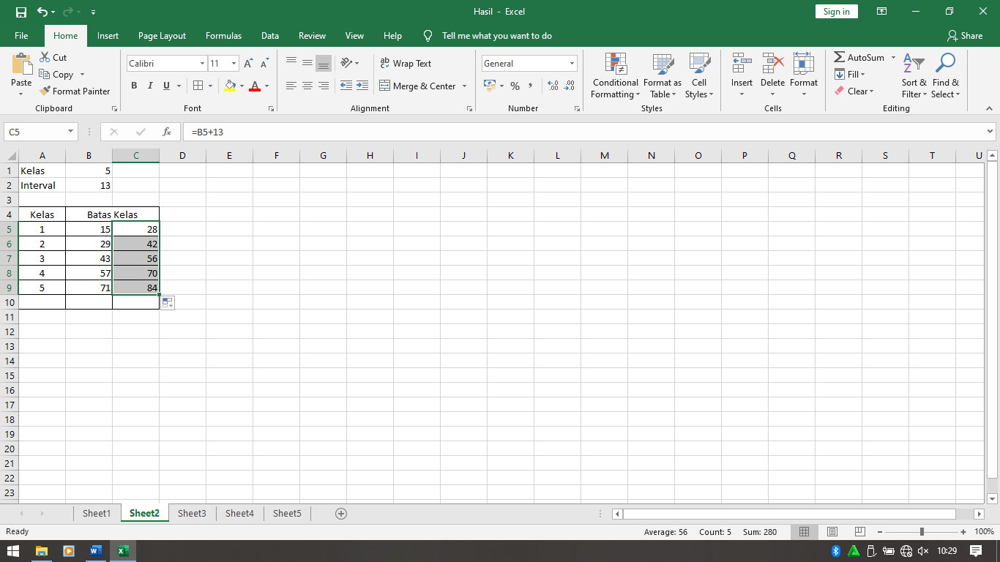 Hasil - Excel
Sign in
File Home Insert Page Layout Formulas Data Review View Help Tell me what you want to do Share
Paste
Cut
Copy
Format Painter
Clipboard
Calibri 11
B I U
Font
Wrap Text
Merge & Center
Alignment
General
Number
Conditional Formatting
Format as Table
Cell Styles
Styles
Insert Delete Format
Cells
AutoSum
Fill
Clear
Sort & Filter
Find & Select
Editing
C5 fx =B5+13
A B C D E F G H I J K L M N O P Q R S T U
1 Kelas 5
2 Interval 13
3
4 Kelas Batas Kelas
5 1 15 28
6 2 29 42
7 3 43 56
8 4 57 70
9 5 71 84
10
11
12
13
14
15
16
17
18
19
20
21
22
23
Sheet1 Sheet2 Sheet3 Sheet4 Sheet5
Ready Average: 56 Count: 5 Sum: 280 100%
10:29